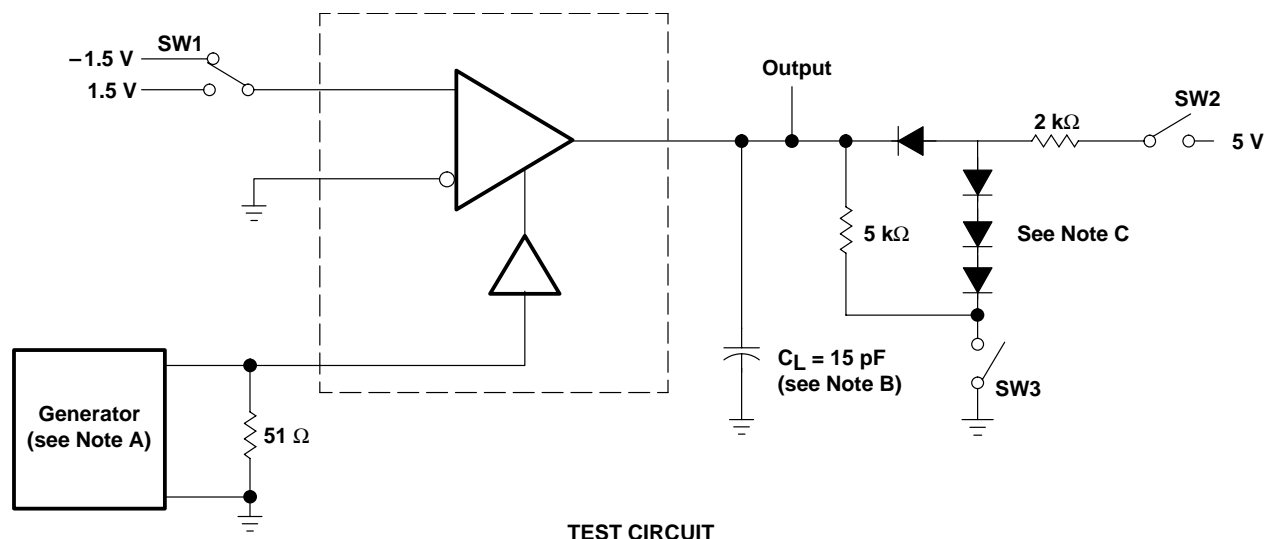 SW1
–1.5 V
1.5 V
Output
SW2
2 kΩ
5 V
5 kΩ
See Note C
CL = 15 pF
(see Note B)
SW3
Generator
(see Note A)
51 Ω
TEST CIRCUIT